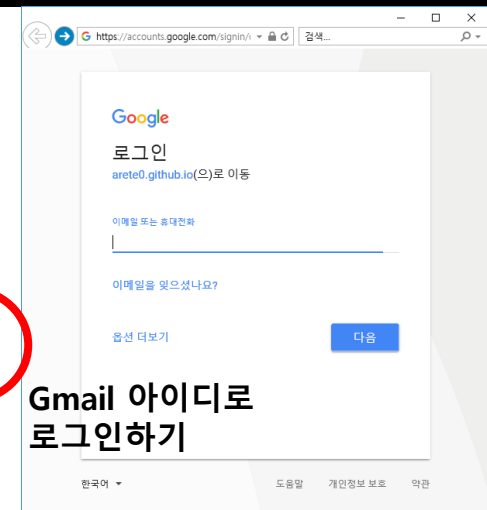 https://accounts.google.com/signin/
검색...
Google
로그인
arete0.github.io(으)로 이동
이메일 또는 휴대전화
이메일을 잊으셨나요?
옵션 더보기
다음
Gmail 아이디로
로그인하기
한국어
도움말
개인정보 보호
약관